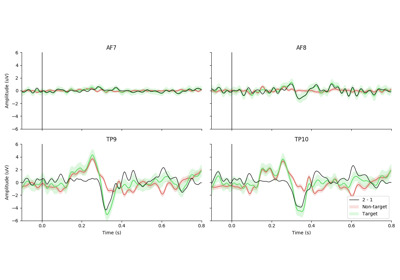 AF7
AF8
6
4
2
0
−2
−4
−6
Amplitude (uV)
TP9
TP10
6
4
2
0
−2
−4
−6
Amplitude (uV)
0.0 0.2 0.4 0.6 0.8
0.0 0.2 0.4 0.6 0.8
Time (s)
Time (s)
2 - 1
Non-target
Target